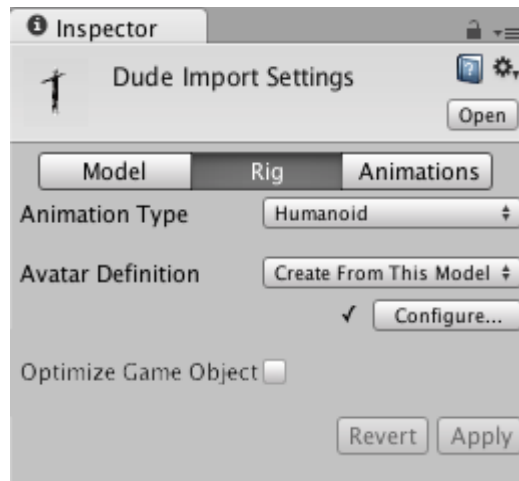 Inspector
Dude Import Settings
Open
Model Rig Animations
Animation Type Humanoid
Avatar Definition Create From This Model
✓ Configure...
Optimize Game Object
Revert Apply